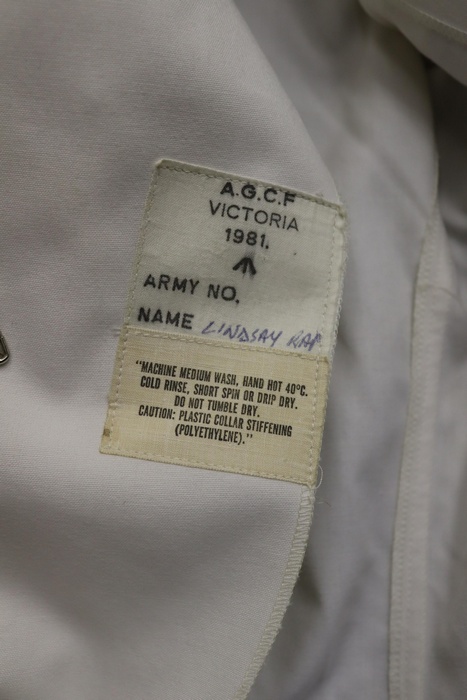 A.G.C.F
VICTORIA
1981.
ARMY NO.
NAME LINDSAY RAP
"MACHINE MEDIUM WASH, HAND HOT 40°C.
COLD RINSE, SHORT SPIN OR DRIP DRY.
DO NOT TUMBLE DRY.
CAUTION: PLASTIC COLLAR STIFFENING
(POLYETHYLENE)."